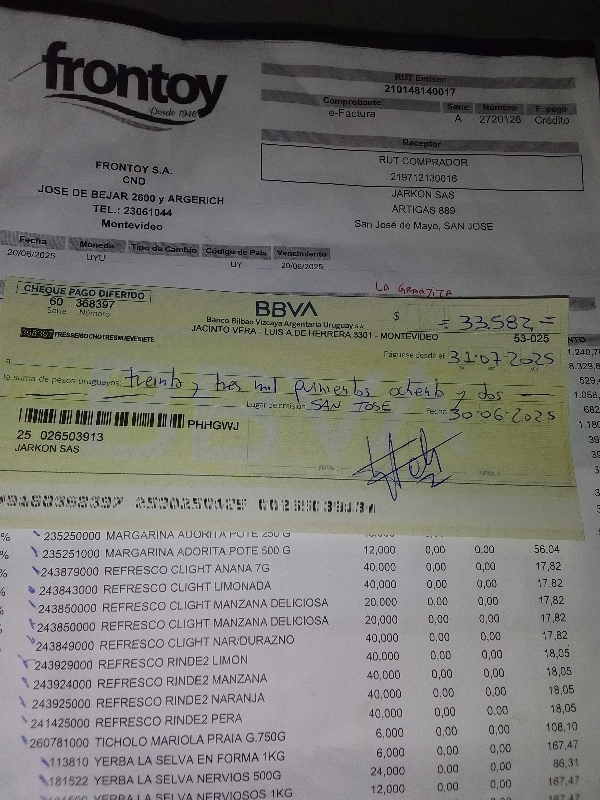 frontoy
Desde 1948
RUT Emisor
210148140017
Comprobante Serie Número F. pago
e-Factura A 2720126 Crédito
Receptor
RUT COMPRADOR
219712130016
JARKON SAS
ARTIGAS 889
San José de Mayo, SAN JOSE
FRONTOY S.A.
CND
JOSE DE BEJAR 2600 y ARGERICH
TEL.: 23061044
Montevideo
Fecha Moneda Tipo de Cambio Código de País Vencimiento
20/06/2025 UYU UY 20/06/2025
LA GRANJITA
CHEQUE PAGO DIFERIDO
60 368397
Serie Número
BBVA
Banco Bilbao Vizcaya Argentaria Uruguay s.a
JACINTO VERA - LUIS A. DE HERRERA 3301 - MONTEVIDEO
$ = 33.582, =
53-025
368397 TRESSEISOCHOTRESNUEVESIETE
Páguese desde el 31-07-2025
a
la suma de pesos uruguayos treinta y tres mil quinientos ochenta y dos
Lugar de emisión SAN JOSE Fecha 30-06-2025
PHHGWJ
25 026503913
JARKON SAS
FIRMA 1 FIRMA 2
235250000 MARGARINA ADORITA POTE 250 G
235251000 MARGARINA ADORITA POTE 500 G 12,000 0,00 0,00 56,04
243879000 REFRESCO CLIGHT ANANA 7G 40,000 0,00 0,00 17,82
243843000 REFRESCO CLIGHT LIMONADA 40,000 0,00 0,00 17,82
243850000 REFRESCO CLIGHT MANZANA DELICIOSA 20,000 0,00 0,00 17,82
243850000 REFRESCO CLIGHT MANZANA DELICIOSA 20,000 0,00 0,00 17,82
243849000 REFRESCO CLIGHT NAR/DURAZNO 40,000 0,00 0,00 17,82
243929000 REFRESCO RINDE2 LIMON 40,000 0,00 0,00 18,05
243924000 REFRESCO RINDE2 MANZANA 40,000 0,00 0,00 18,05
243925000 REFRESCO RINDE2 NARANJA 40,000 0,00 0,00 18,05
241425000 REFRESCO RINDE2 PERA 40,000 0,00 0,00 18,05
260781000 TICHOLO MARIOLA PRAIA G.750G 6,000 0,00 0,00 108,10
113810 YERBA LA SELVA EN FORMA 1KG 6,000 0,00 0,00 167,47
181522 YERBA LA SELVA NERVIOS 500G 24,000 0,00 0,00 86,31
YERBA LA SELVA NERVIOSOS 1KG 12,000 0,00 0,00 167,47